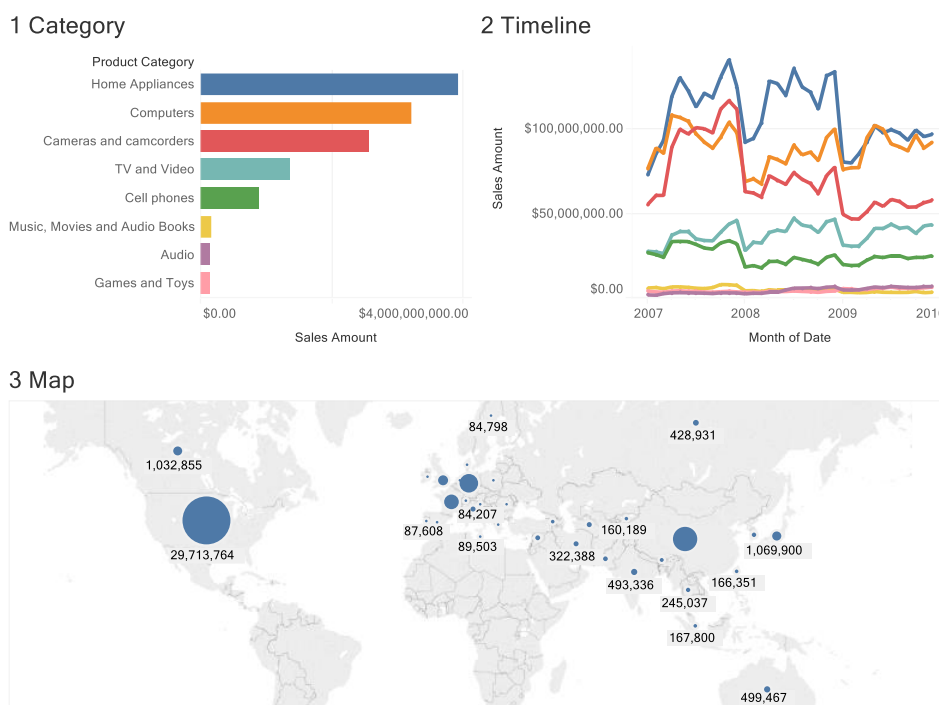 1 Category
Product Category
Home Appliances
Computers
Cameras and camcorders
TV and Video
Cell phones
Music, Movies and Audio Books
Audio
Games and Toys
$0.00 $4,000,000,000.00
Sales Amount
2 Timeline
Sales Amount
$100,000,000.00
$50,000,000.00
$0.00
2007 2008 2009 201
Month of Date
3 Map
84,798
428,931
1,032,855
84,207
87,608
160,189
29,713,764
89,503
322,388
1,069,900
493,336
166,351
245,037
167,800
499,467